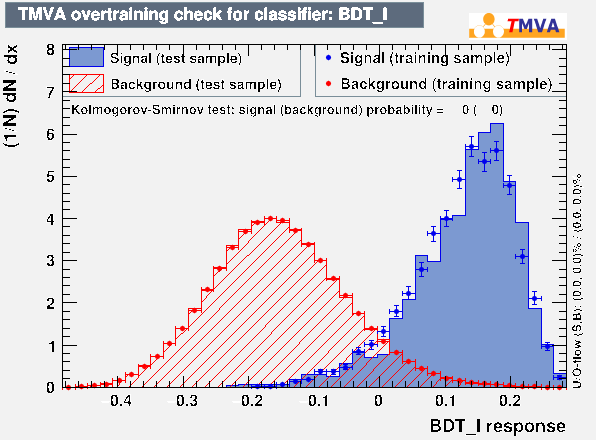 TMVA overtraining check for classifier: BDT_I
TMVA
Signal (test sample)
Background (test sample)
Signal (training sample)
Background (training sample)
Kolmogorov-Smirnov test: signal (background) probability = 0 ( 0)
(1/N) dN / dx
8
7
6
5
4
3
2
1
0
-0.4 -0.3 -0.2 -0.1 0 0.1 0.2
BDT_I response
U/O-flow (S,B): (0.0, 0.0)% / (0.0, 0.0)%